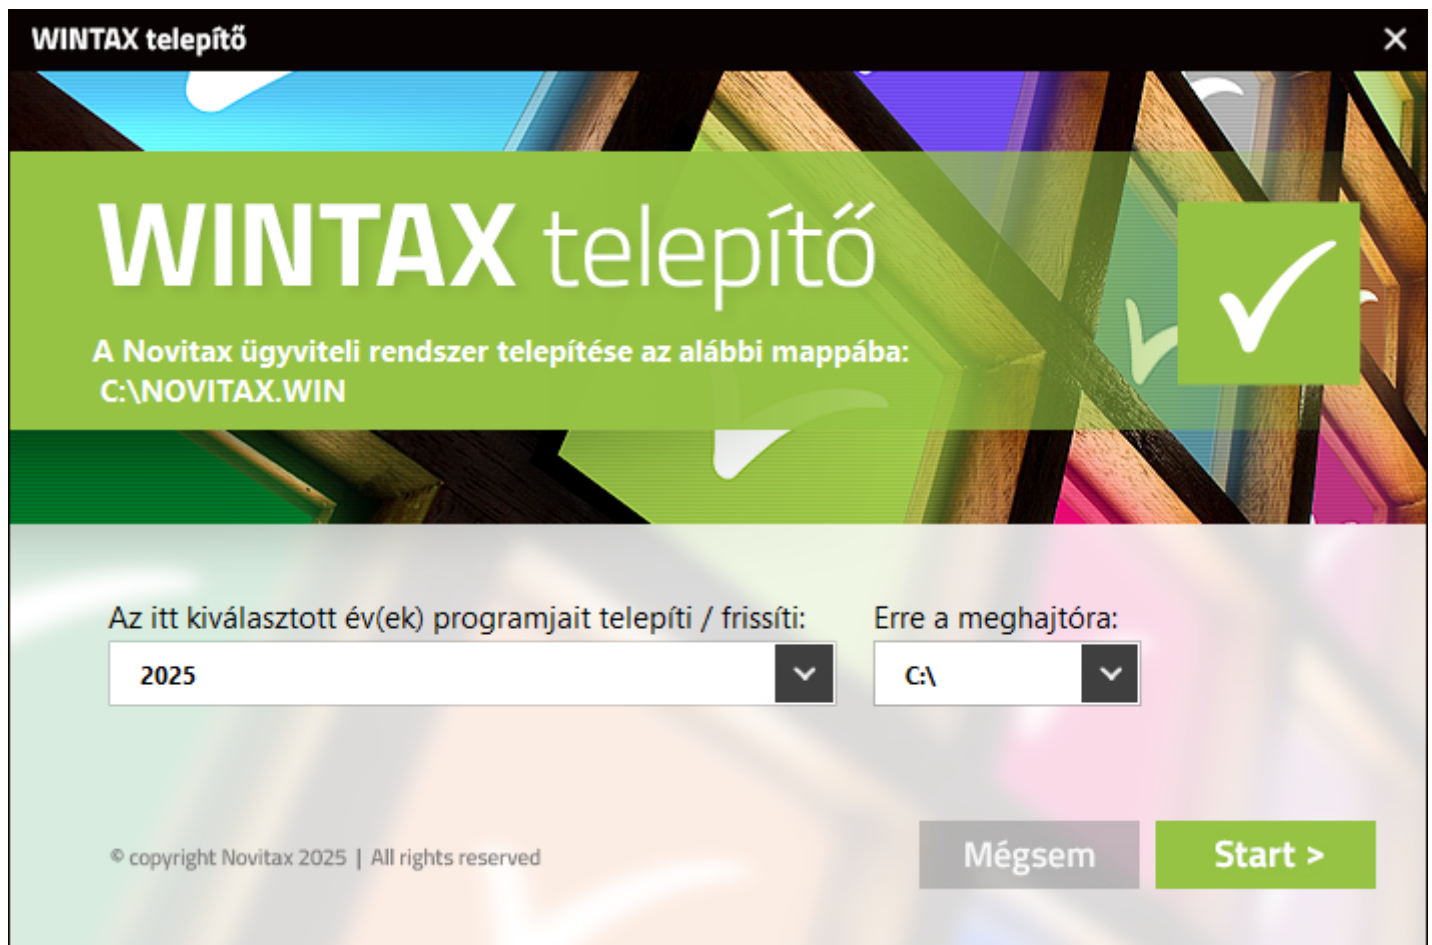 WINTAX telepítő
WINTAX telepítő
A Novitax ügyviteli rendszer telepítése az alábbi mappába:
C:\NOVITAX.WIN
Az itt kiválasztott év(ek) programjait telepíti / frissíti:
Erre a meghajtóra:
2025
C:\
© copyright Novitax 2025 | All rights reserved
Mégsem
Start >